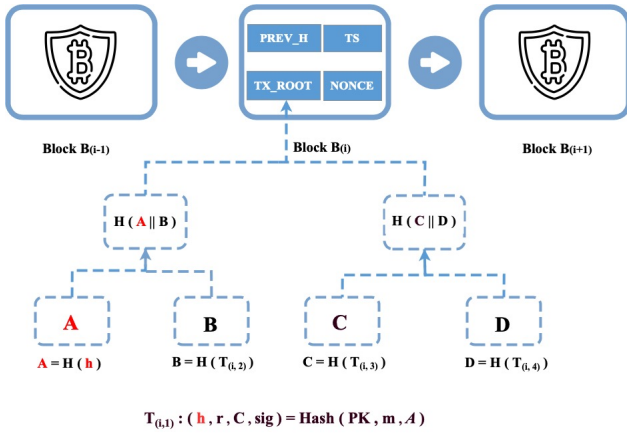 PREV_H TS
TX_ROOT NONCE
Block B(i-1) Block B(i) Block B(i+1)
H ( A || B ) H ( C || D )
A B C D
A = H ( h ) B = H ( T(i, 2) ) C = H ( T(i, 3) ) D = H ( T(i, 4) )
T(i,1) : ( h , r , C , sig ) = Hash ( PK , m , A )